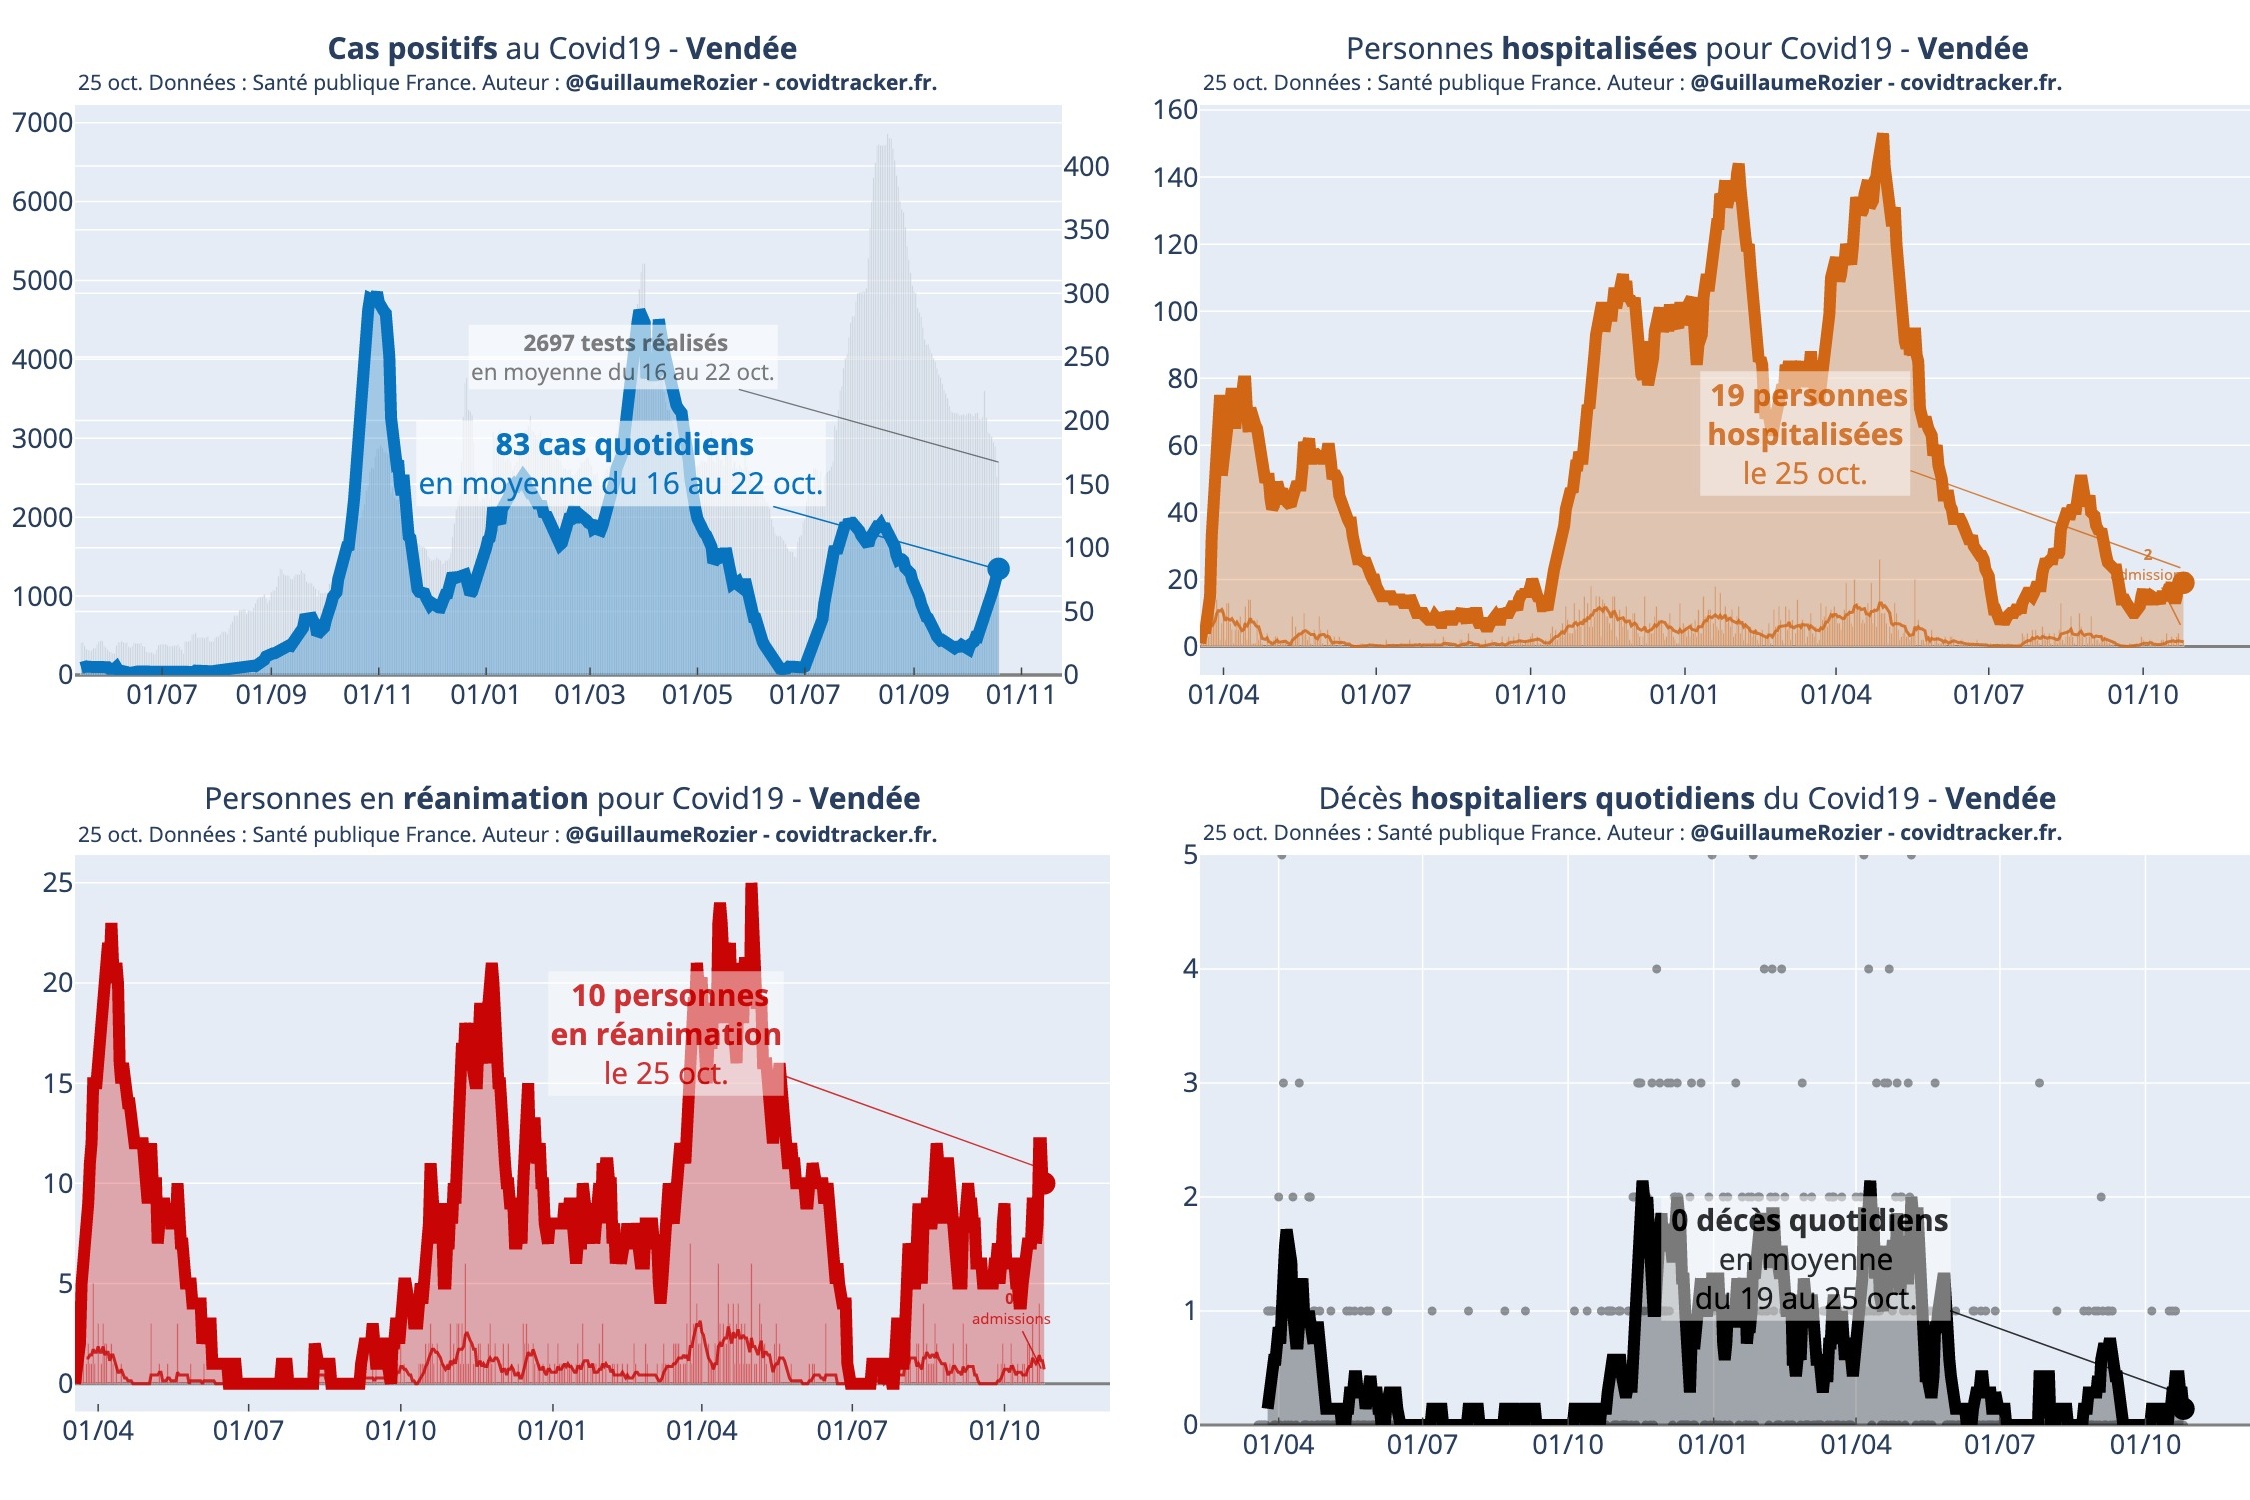 Cas positifs au Covid19 - Vendée
25 oct. Données : Santé publique France. Auteur : @GuillaumeRozier - covidtracker.fr.
7000
6000
5000
4000
3000
2000
1000
0
400
350
300
250
200
150
100
50
0
2697 tests réalisés
en moyenne du 16 au 22 oct.
83 cas quotidiens
en moyenne du 16 au 22 oct.
01/07 01/09 01/11 01/01 01/03 01/05 01/07 01/09 01/11
Personnes hospitalisées pour Covid19 - Vendée
25 oct. Données : Santé publique France. Auteur : @GuillaumeRozier - covidtracker.fr.
160
140
120
100
80
60
40
20
0
19 personnes
hospitalisées
le 25 oct.
2
01/04 01/07 01/10 01/01 01/04 01/07 01/10
Personnes en réanimation pour Covid19 - Vendée
25 oct. Données : Santé publique France. Auteur : @GuillaumeRozier - covidtracker.fr.
25
20
15
10
5
0
10 personnes
en réanimation
le 25 oct.
0
admissions
01/04 01/07 01/10 01/01 01/04 01/07 01/10
Décès hospitaliers quotidiens du Covid19 - Vendée
25 oct. Données : Santé publique France. Auteur : @GuillaumeRozier - covidtracker.fr.
5
4
3
2
1
0
0 décès quotidiens
en moyenne
du 19 au 25 oct.
01/04 01/07 01/10 01/01 01/04 01/07 01/10